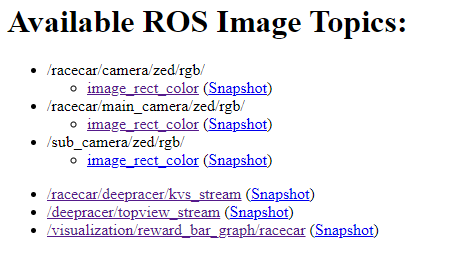 Available ROS Image Topics:
/racecar/camera/zed/rgb/
image_rect_color (Snapshot)
/racecar/main_camera/zed/rgb/
image_rect_color (Snapshot)
/sub_camera/zed/rgb/
image_rect_color (Snapshot)
/racecar/deepracer/kvs_stream (Snapshot)
/deepracer/topview_stream (Snapshot)
/visualization/reward_bar_graph/racecar (Snapshot)